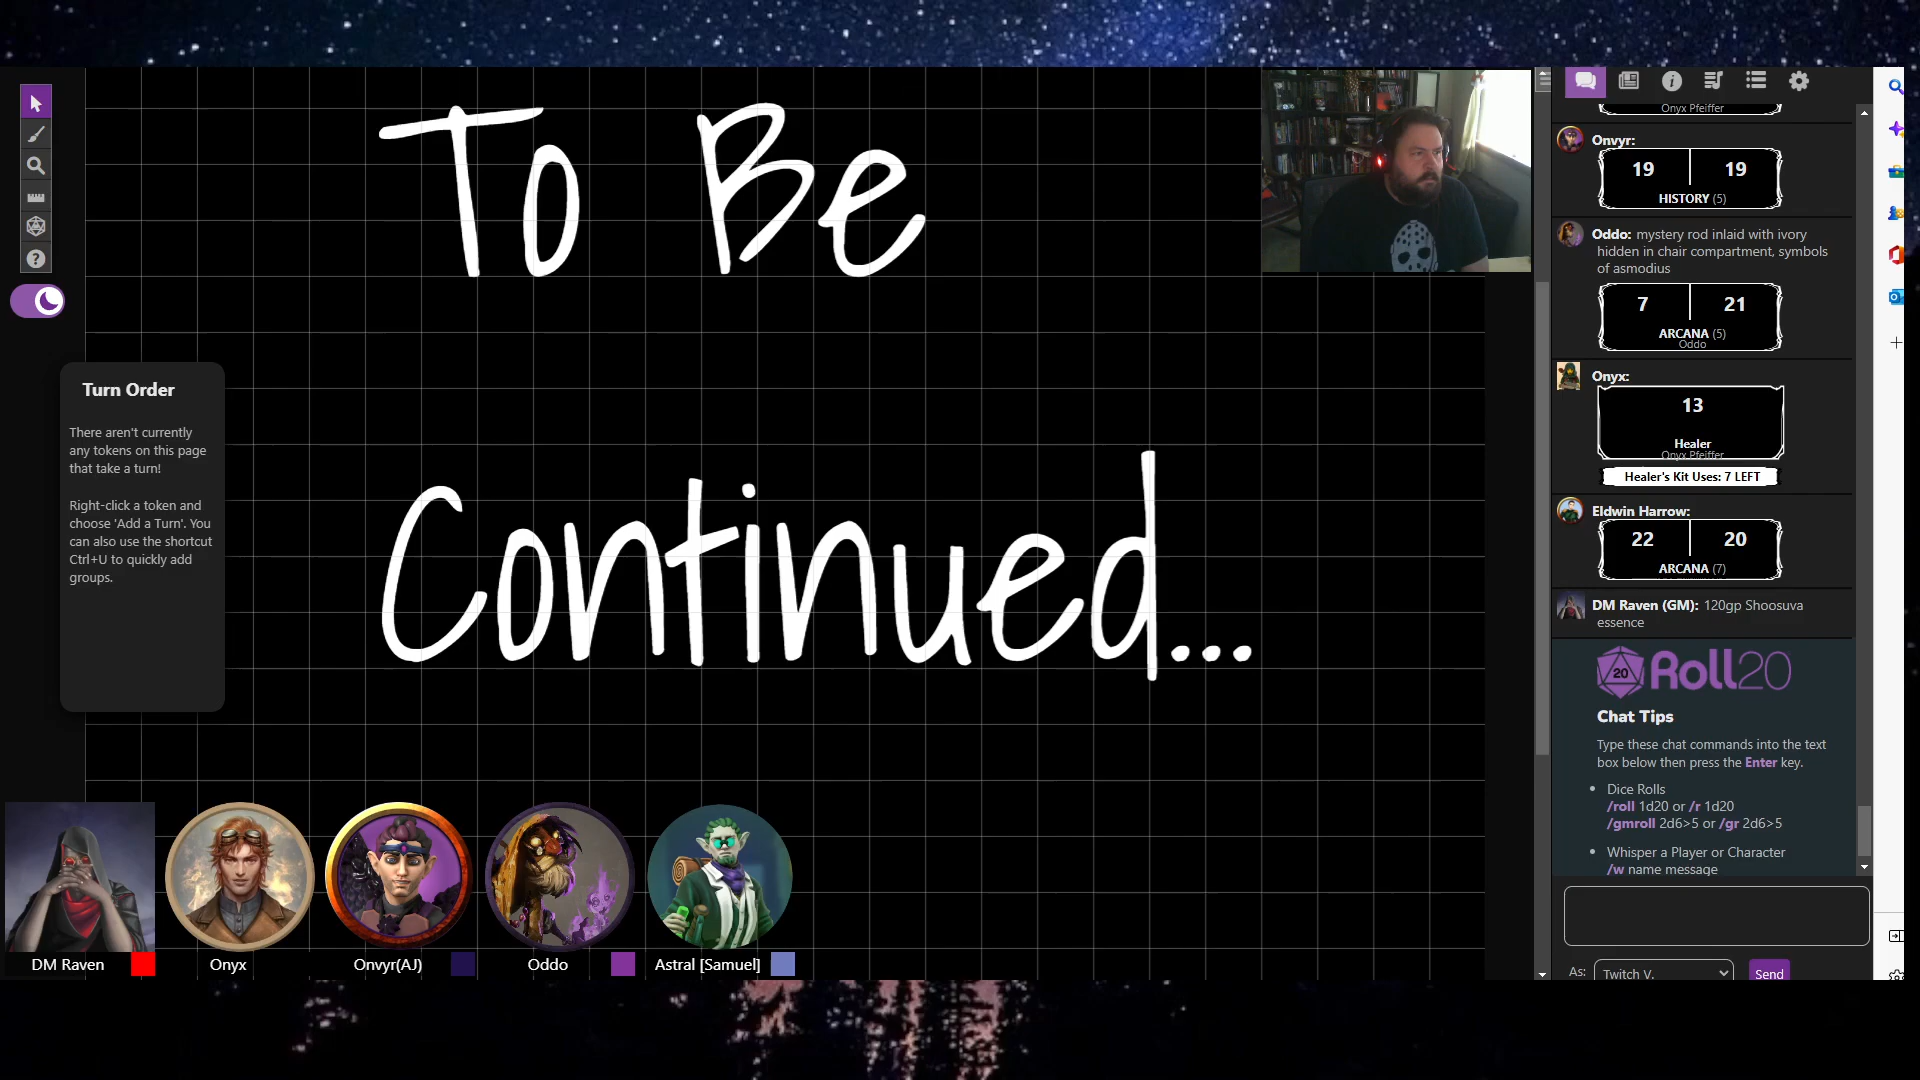 To Be
Continued...
Turn Order
There aren't currently
any tokens on this page
that take a turn!
Right-click a token and
choose 'Add a Turn'. You
can also use the shortcut
Ctrl+U to quickly add
groups.
DM Raven
Onyx
Onvyr(AJ)
Oddo
Astral [Samuel]
Onyx Pfeiffer
Onvyr:
19 19
HISTORY (5)
Oddo: mystery rod inlaid with ivory
hidden in chair compartment, symbols
of asmodius
7 21
ARCANA (5)
Oddo
Onyx:
13
Healer
Onyx Pfeiffer
Healer's Kit Uses: 7 LEFT
Eldwin Harrow:
22 20
ARCANA (7)
DM Raven (GM): 120gp Shoosuva
essence
20 Roll20
Chat Tips
Type these chat commands into the text
box below then press the Enter key.
• Dice Rolls
/roll 1d20 or /r 1d20
/gmroll 2d6>5 or /gr 2d6>5
• Whisper a Player or Character
/w name message
As: Twitch V. Send